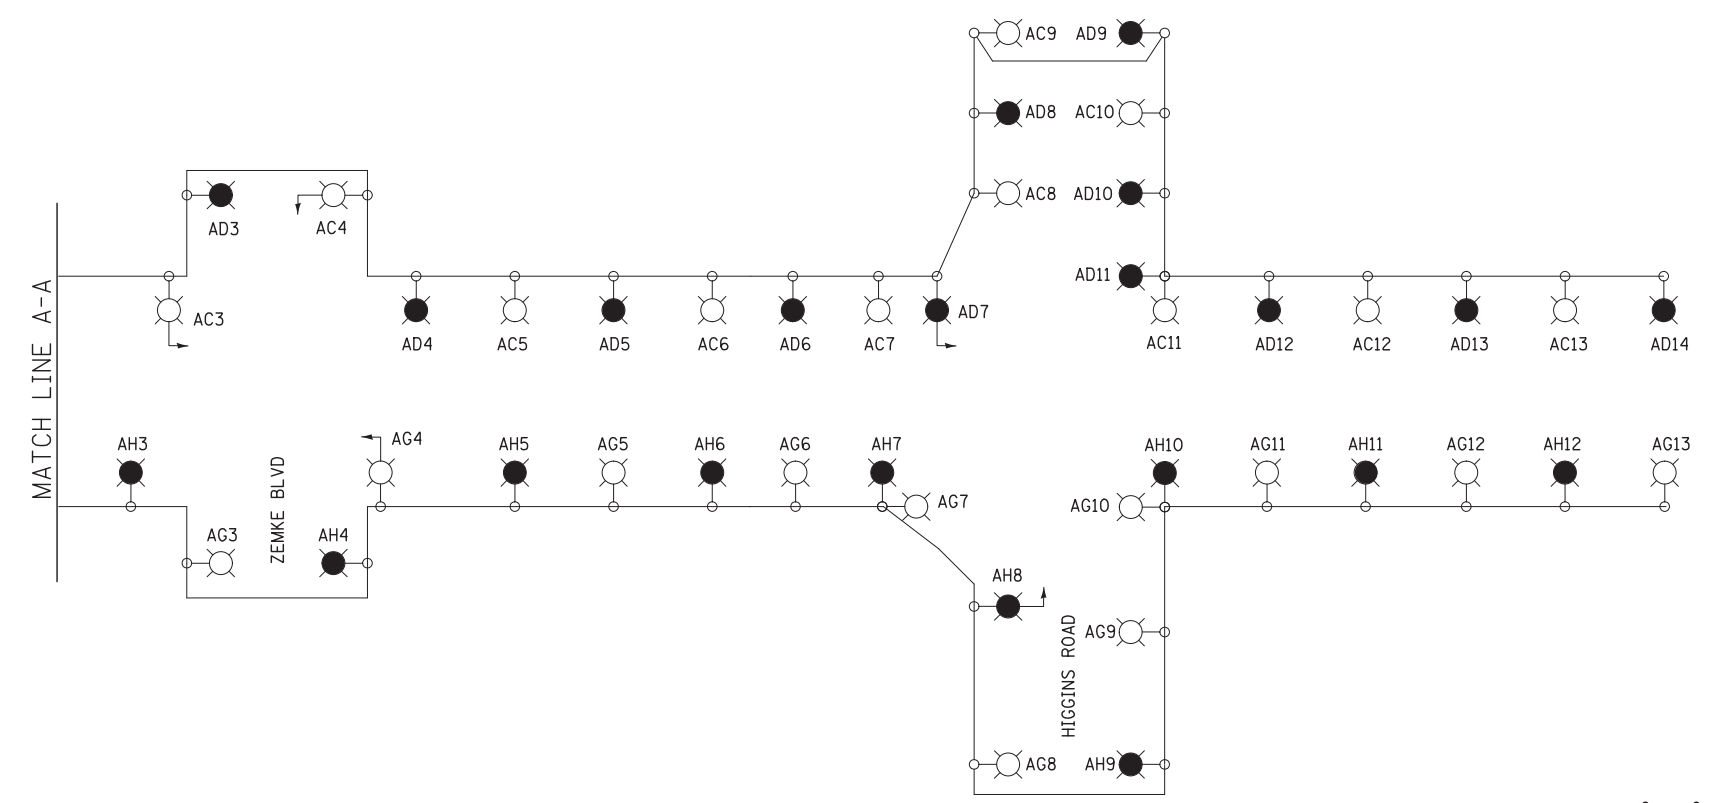 AC9 AD9
AD8 AC10
AC8 AD10
AD3 AC4
AD11
MATCH LINE A-A
AC3
AD4 AC5 AD5 AC6 AD6 AC7 AD7
AC11 AD12 AC12 AD13 AC13 AD14
AH3 AG4 AH5 AG5 AH6 AG6 AH7
AH10 AG11 AH11 AG12 AH12 AG13
ZEMKE BLVD
AG7 AG10
AG3 AH4
AH8
HIGGINS ROAD
AG9
AG8 AH9